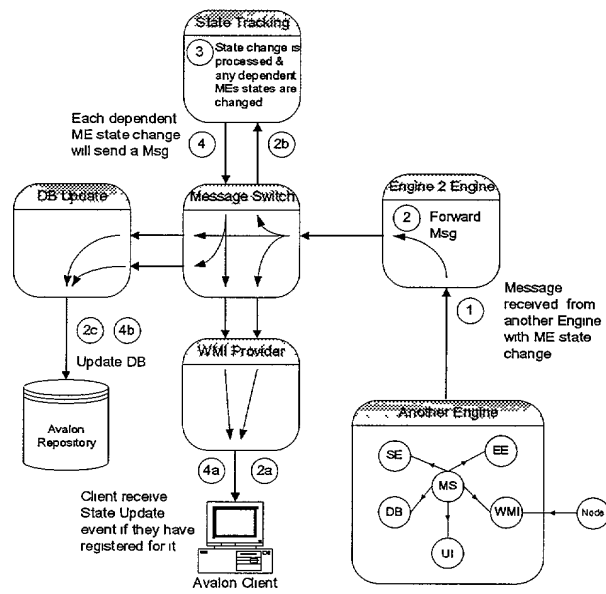 State Tracking
3
State change is
processed &
any dependent
MEs states are
changed
Each dependent
ME state change
will send a Msg
4
2b
DB Update
Message Switch
Engine 2 Engine
2
Forward
Msg
1
Message
received from
another Engine
with ME state
change
2c
4b
Update DB
WMI Provider
Avalon
Repository
4a
2a
Client receive
State Update
event if they have
registered for it
Avalon Client
Another Engine
SE
EE
MS
DB
WMI
Node
UI